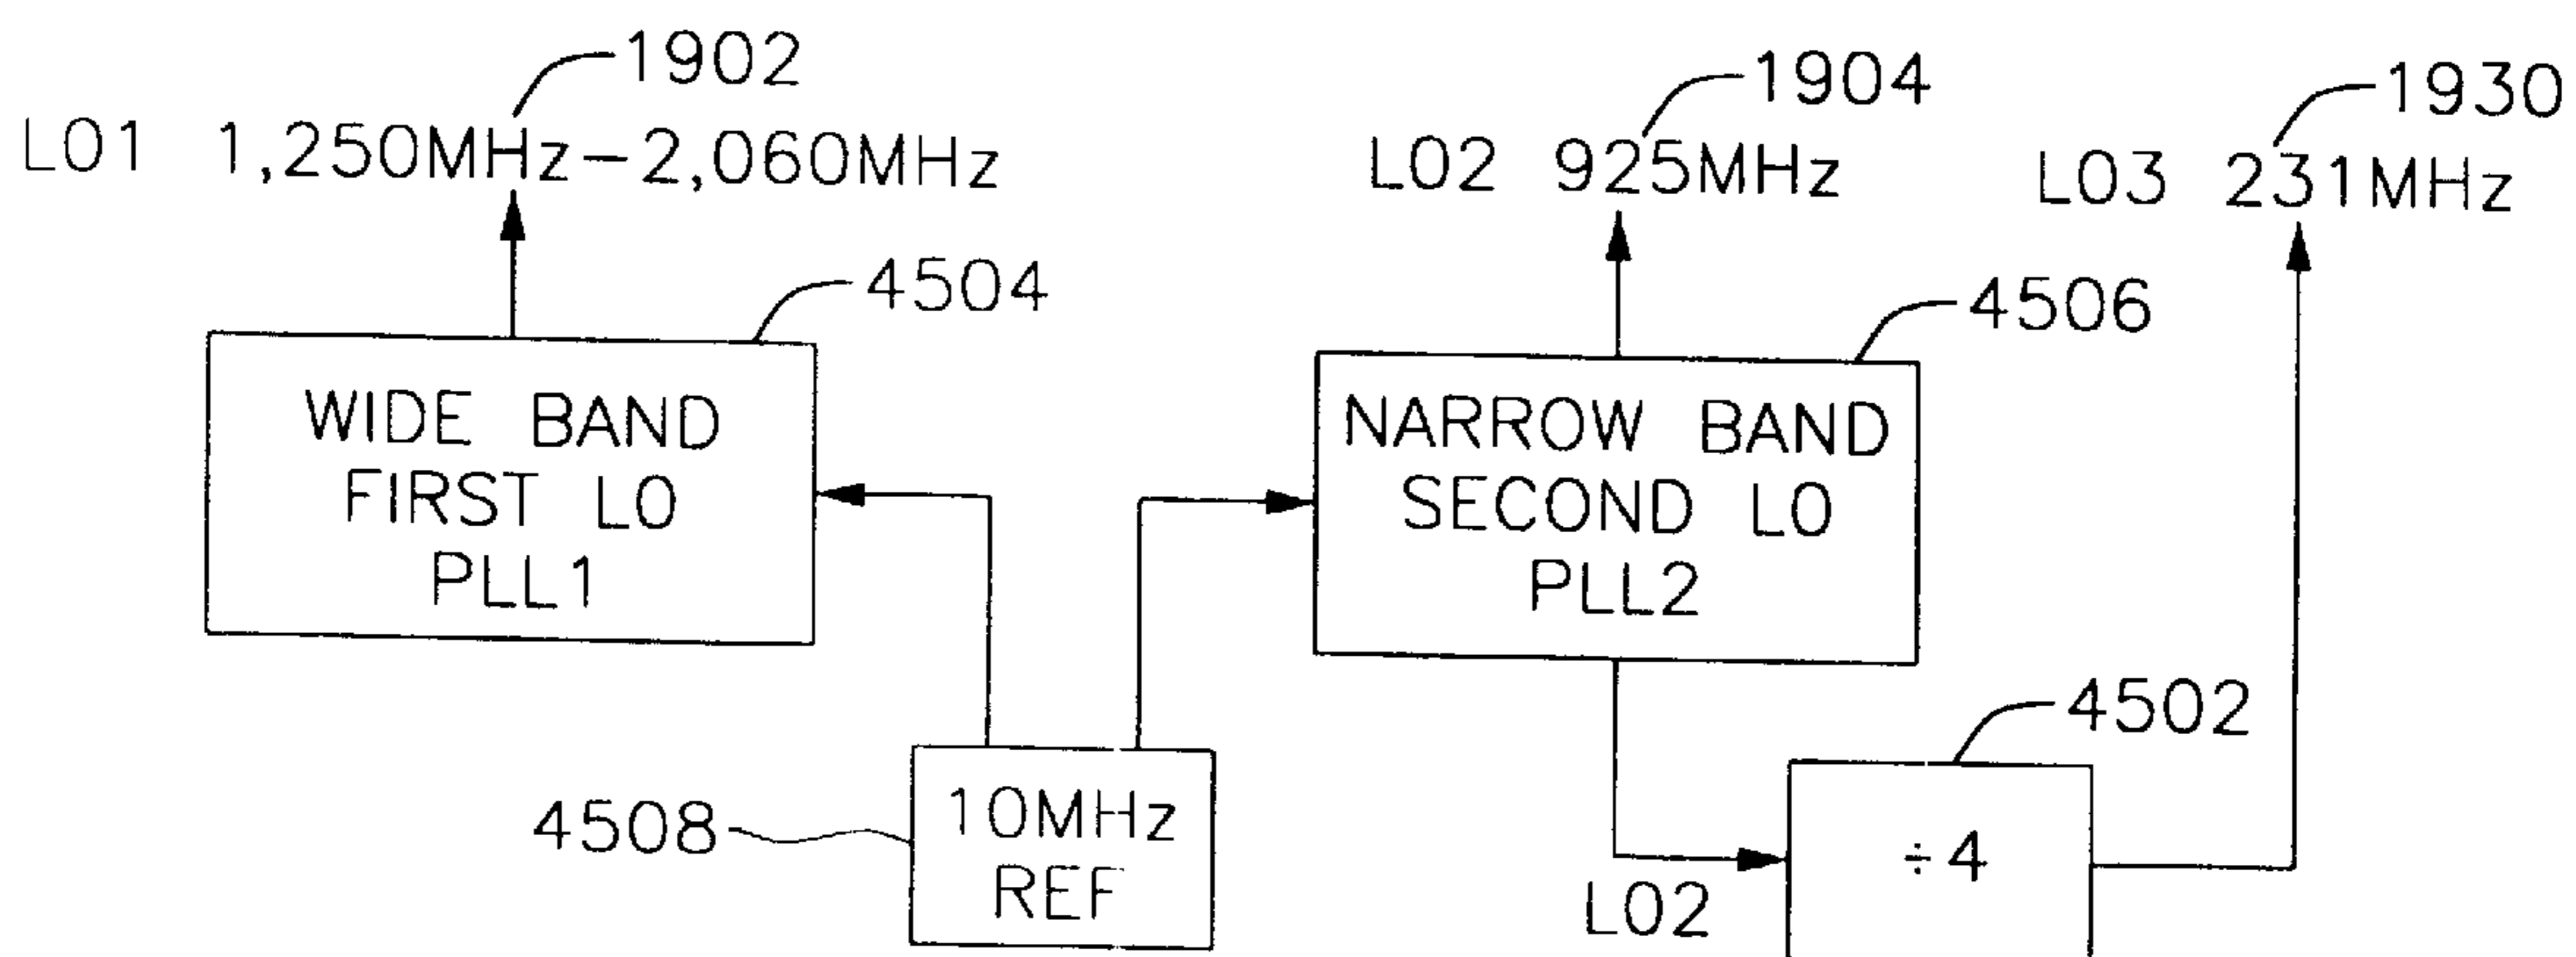 1902
LO1 1,250MHz–2,060MHz
1904
LO2 925MHz
1930
LO3 231MHz
4504
WIDE BAND
FIRST LO
PLL1
4506
NARROW BAND
SECOND LO
PLL2
4508
10MHz
REF
4502
÷4
LO2